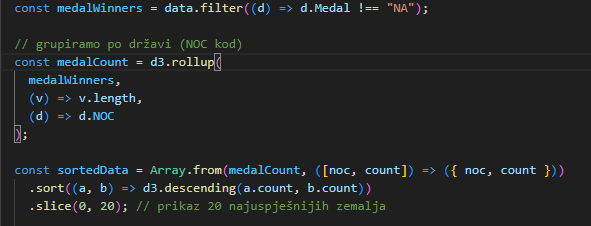 const medalWinners = data.filter((d) => d.Medal !== "NA");
// grupiramo po državi (NOC kod)
const medalCount = d3.rollup(
medalWinners,
(v) => v.length,
(d) => d.NOC
);
const sortedData = Array.from(medalCount, ([noc, count]) => ({ noc, count }))
.sort((a, b) => d3.descending(a.count, b.count))
.slice(0, 20); // prikaz 20 najuspješnijih zemalja